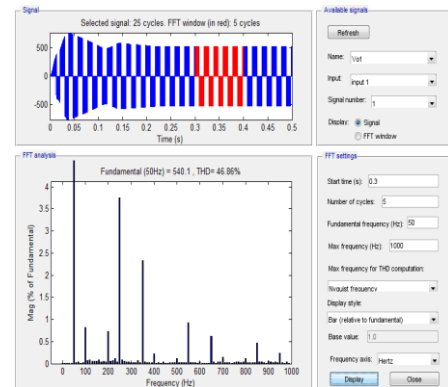 Signal
Selected signal: 25 cycles. FFT window (in red): 5 cycles
500
0
-500
0 0.05 0.1 0.15 0.2 0.25 0.3 0.35 0.4 0.45 0.5
Time (s)
FFT analysis
Fundamental (50Hz) = 540.1 , THD= 46.86%
4
3.5
3
2.5
2
1.5
1
0.5
0
Mag (% of Fundamental)
0 100 200 300 400 500 600 700 800 900 1000
Frequency (Hz)
Available signals
Refresh
Name: Vo1
Input: input 1
Signal number: 1
Display: Signal
FFT window
FFT settings
Start time (s): 0.3
Number of cycles: 5
Fundamental frequency (Hz): 50
Max frequency (Hz): 1000
Max frequency for THD computation:
Nyquist frequency
Display style:
Bar (relative to fundamental)
Base value: 1.0
Frequency axis: Hertz
Display Close